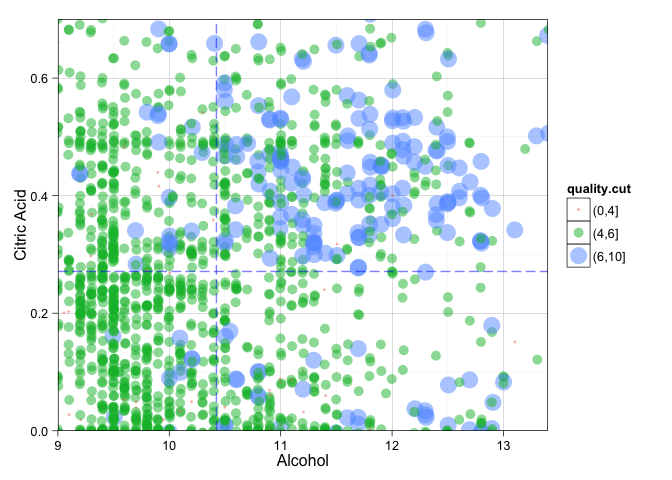 0.6
0.4
0.2
0.0
Citric Acid
9 10 11 12 13
Alcohol
quality.cut
(0,4]
(4,6]
(6,10]